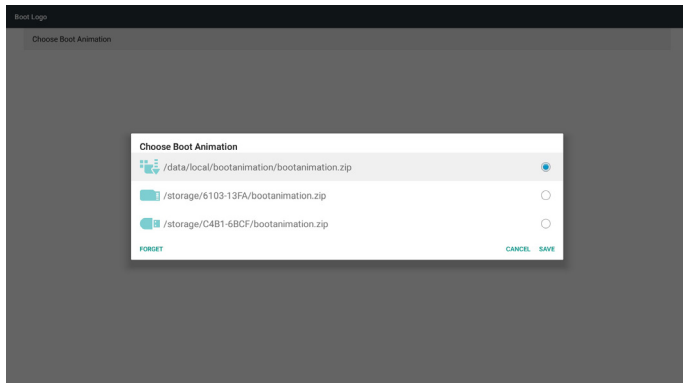 Boot Logo
Choose Boot Animation
Choose Boot Animation
/data/local/bootanimation/bootanimation.zip
/storage/6103-13FA/bootanimation.zip
/storage/C4B1-6BCF/bootanimation.zip
FORGET CANCEL SAVE